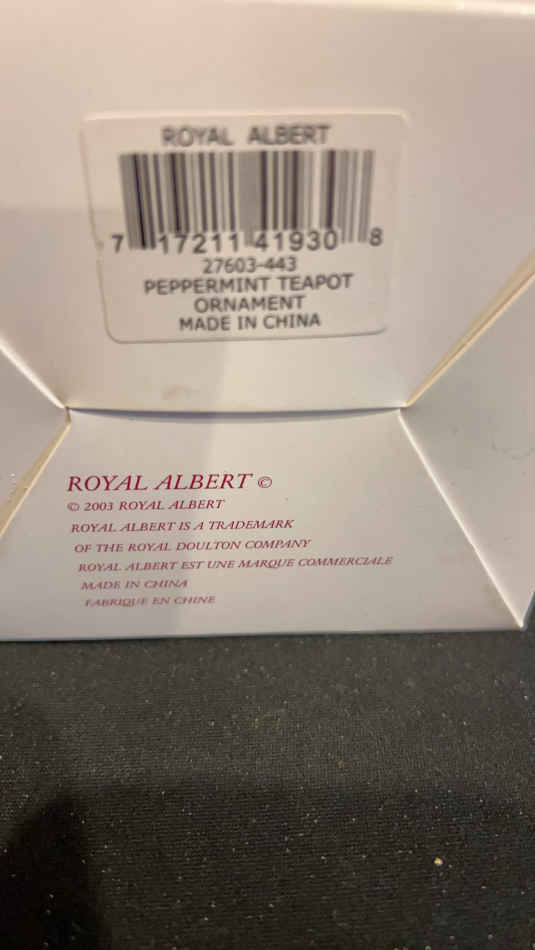 ROYAL ALBERT
7 17211 41930 8
27603-443
PEPPERMINT TEAPOT
ORNAMENT
MADE IN CHINA
ROYAL ALBERT ©
© 2003 ROYAL ALBERT
ROYAL ALBERT IS A TRADEMARK
OF THE ROYAL DOULTON COMPANY
ROYAL ALBERT EST UNE MARQUE COMMERCIALE
MADE IN CHINA
FABRIQUE EN CHINE